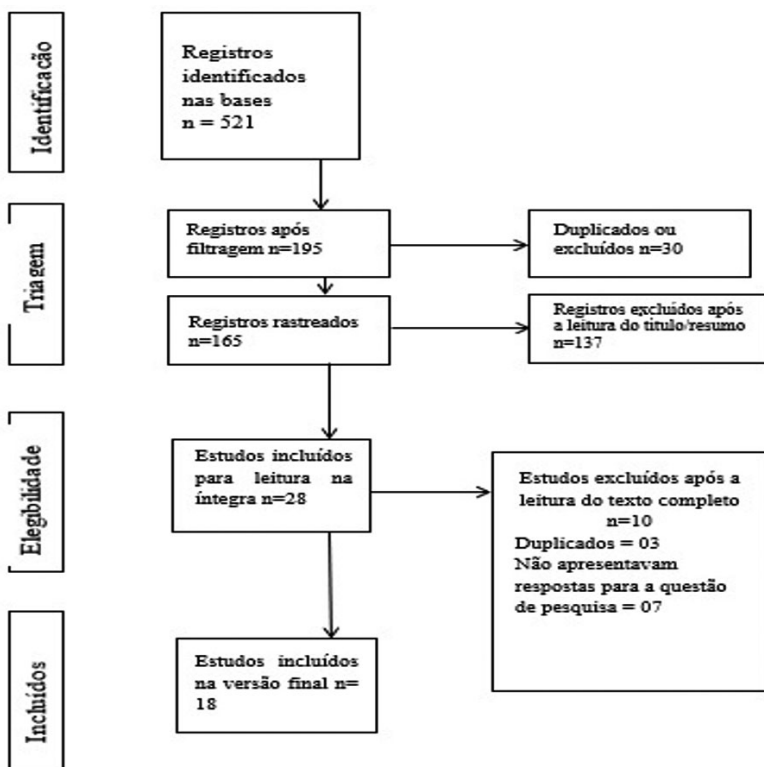 Identificação
Registros
identificados
nas bases
n = 521
Triagem
Registros após
filtragem n=195
Duplicados ou
excluídos n=30
Registros rastreados
n=165
Registros excluídos após
a leitura do titulo/resumo
n=137
Elegibilidade
Estudos incluídos
para leitura na
íntegra n=28
Estudos excluídos após a
leitura do texto completo
n=10
Duplicados = 03
Não apresentavam
respostas para a questão
de pesquisa = 07
Incluídos
Estudos incluídos
na versão final n=
18